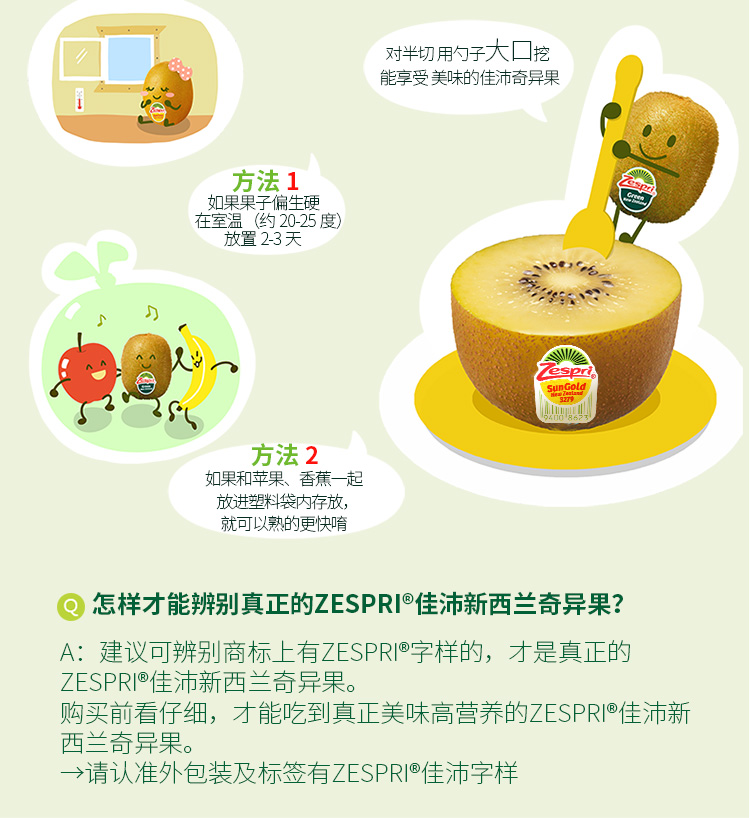 对半切 用勺子大口挖
能享受 美味的佳沛奇异果
Zespri
Green
New Zealand
方法 1
如果果子偏生硬
在室温（约 20-25 度）
放置 2-3 天
Zespri®
SunGold
New Zealand
3279
9400 8623
方法 2
如果和苹果、香蕉一起
放进塑料袋内存放，
就可以熟的更快唷
Q 怎样才能辨别真正的ZESPRI®佳沛新西兰奇异果？
A：建议可辨别商标上有ZESPRI®字样的，才是真正的
ZESPRI®佳沛新西兰奇异果。
购买前看仔细，才能吃到真正美味高营养的ZESPRI®佳沛新
西兰奇异果。
→请认准外包装及标签有ZESPRI®佳沛字样